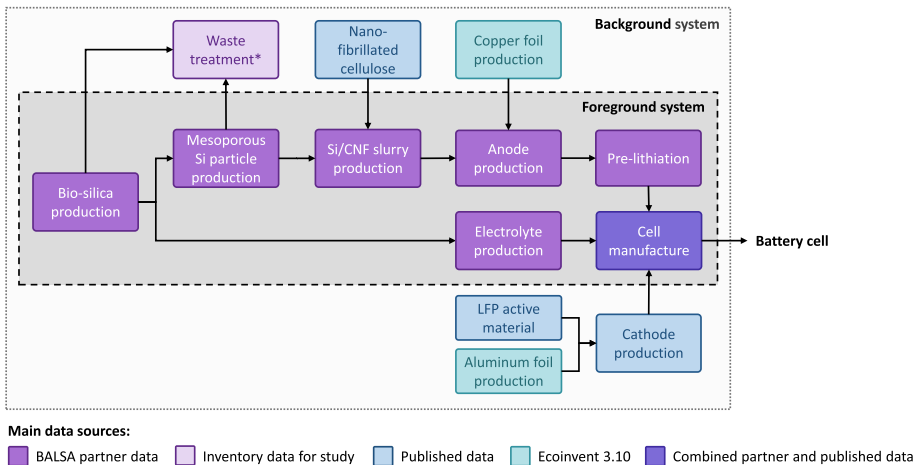 Background system
Waste
treatment*
Nano-
fibrillated
cellulose
Copper foil
production
Foreground system
Mesoporous
Si particle
production
Si/CNF slurry
production
Anode
production
Pre-lithiation
Bio-silica
production
Electrolyte
production
Cell
manufacture
Battery cell
LFP active
material
Cathode
production
Aluminum foil
production
Main data sources:
BALSA partner data
Inventory data for study
Published data
Ecoinvent 3.10
Combined partner and published data